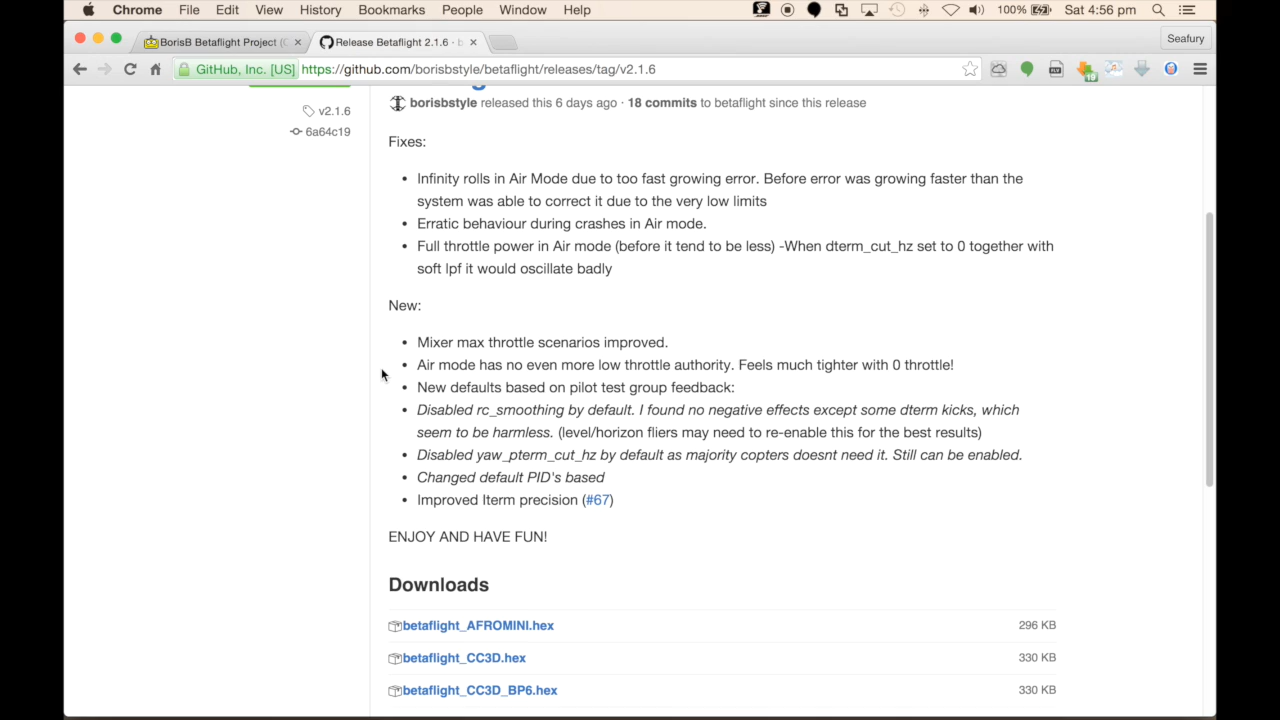 Chrome File Edit View History Bookmarks People Window Help 100% Sat 4:56 pm
BorisB Betaflight Project ( Release Betaflight 2.1.6 · b Seafury
GitHub, Inc. [US] https://github.com/borisbstyle/betaflight/releases/tag/v2.1.6
borisbstyle released this 6 days ago · 18 commits to betaflight since this release
v2.1.6
6a64c19
Fixes:
Infinity rolls in Air Mode due to too fast growing error. Before error was growing faster than the
system was able to correct it due to the very low limits
Erratic behaviour during crashes in Air mode.
Full throttle power in Air mode (before it tend to be less) -When dterm_cut_hz set to 0 together with
soft lpf it would oscillate badly
New:
Mixer max throttle scenarios improved.
Air mode has no even more low throttle authority. Feels much tighter with 0 throttle!
New defaults based on pilot test group feedback:
Disabled rc_smoothing by default. I found no negative effects except some dterm kicks, which
seem to be harmless. (level/horizon fliers may need to re-enable this for the best results)
Disabled yaw_pterm_cut_hz by default as majority copters doesnt need it. Still can be enabled.
Changed default PID's based
Improved Iterm precision (#67)
ENJOY AND HAVE FUN!
Downloads
betaflight_AFROMINI.hex 296 KB
betaflight_CC3D.hex 330 KB
betaflight_CC3D_BP6.hex 330 KB